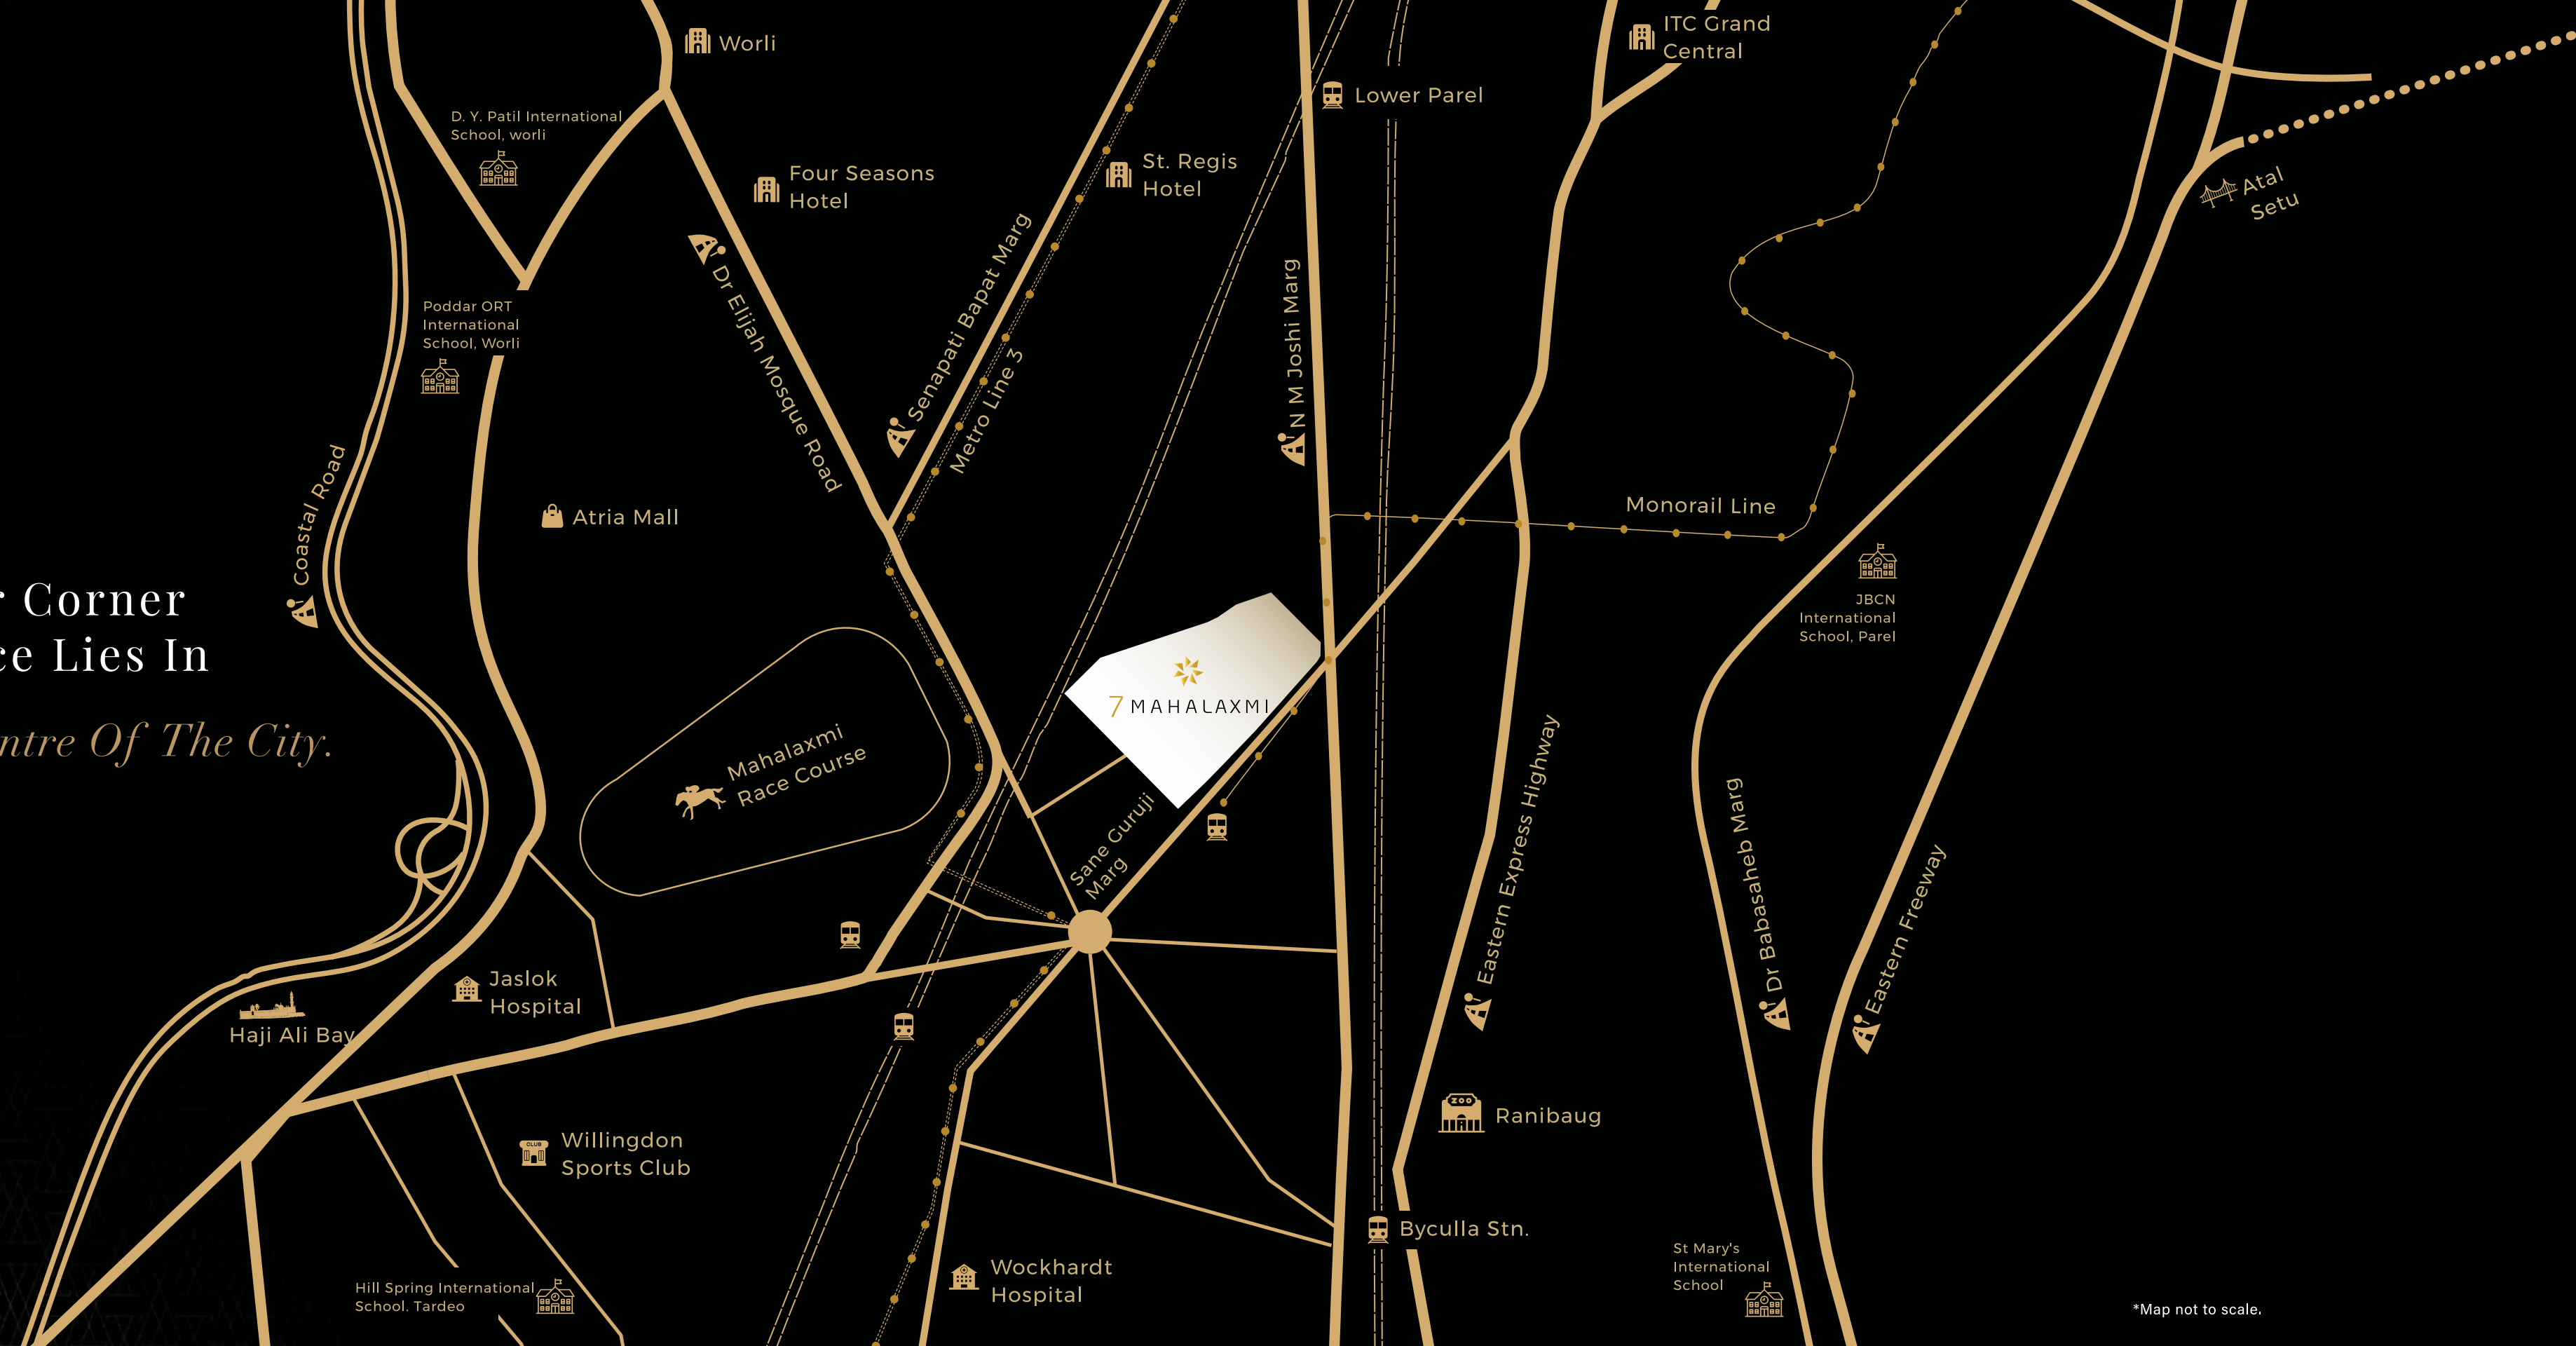 Worli
ITC Grand
Central
Lower Parel
D. Y. Patil International
School, worli
Four Seasons
Hotel
St. Regis
Hotel
Atal
Setu
Dr Elijah Mosque Road
Senapati Bapat Marg
Metro Line 3
N M Joshi Marg
Poddar ORT
International
School, Worli
Coastal Road
Atria Mall
Monorail Line
JBCN
International
School, Parel
Corner
Lies In
Of The City.
7 MAHALAXMI
Mahalaxmi
Race Course
Sane Guruji
Marg
Eastern Express Highway
Dr Babasaheb Marg
Eastern Freeway
Jaslok
Hospital
Haji Ali Bay
ZOO
Ranibaug
CLUB
Willingdon
Sports Club
Byculla Stn.
Wockhardt
Hospital
Hill Spring International
School. Tardeo
St Mary's
International
School
*Map not to scale.